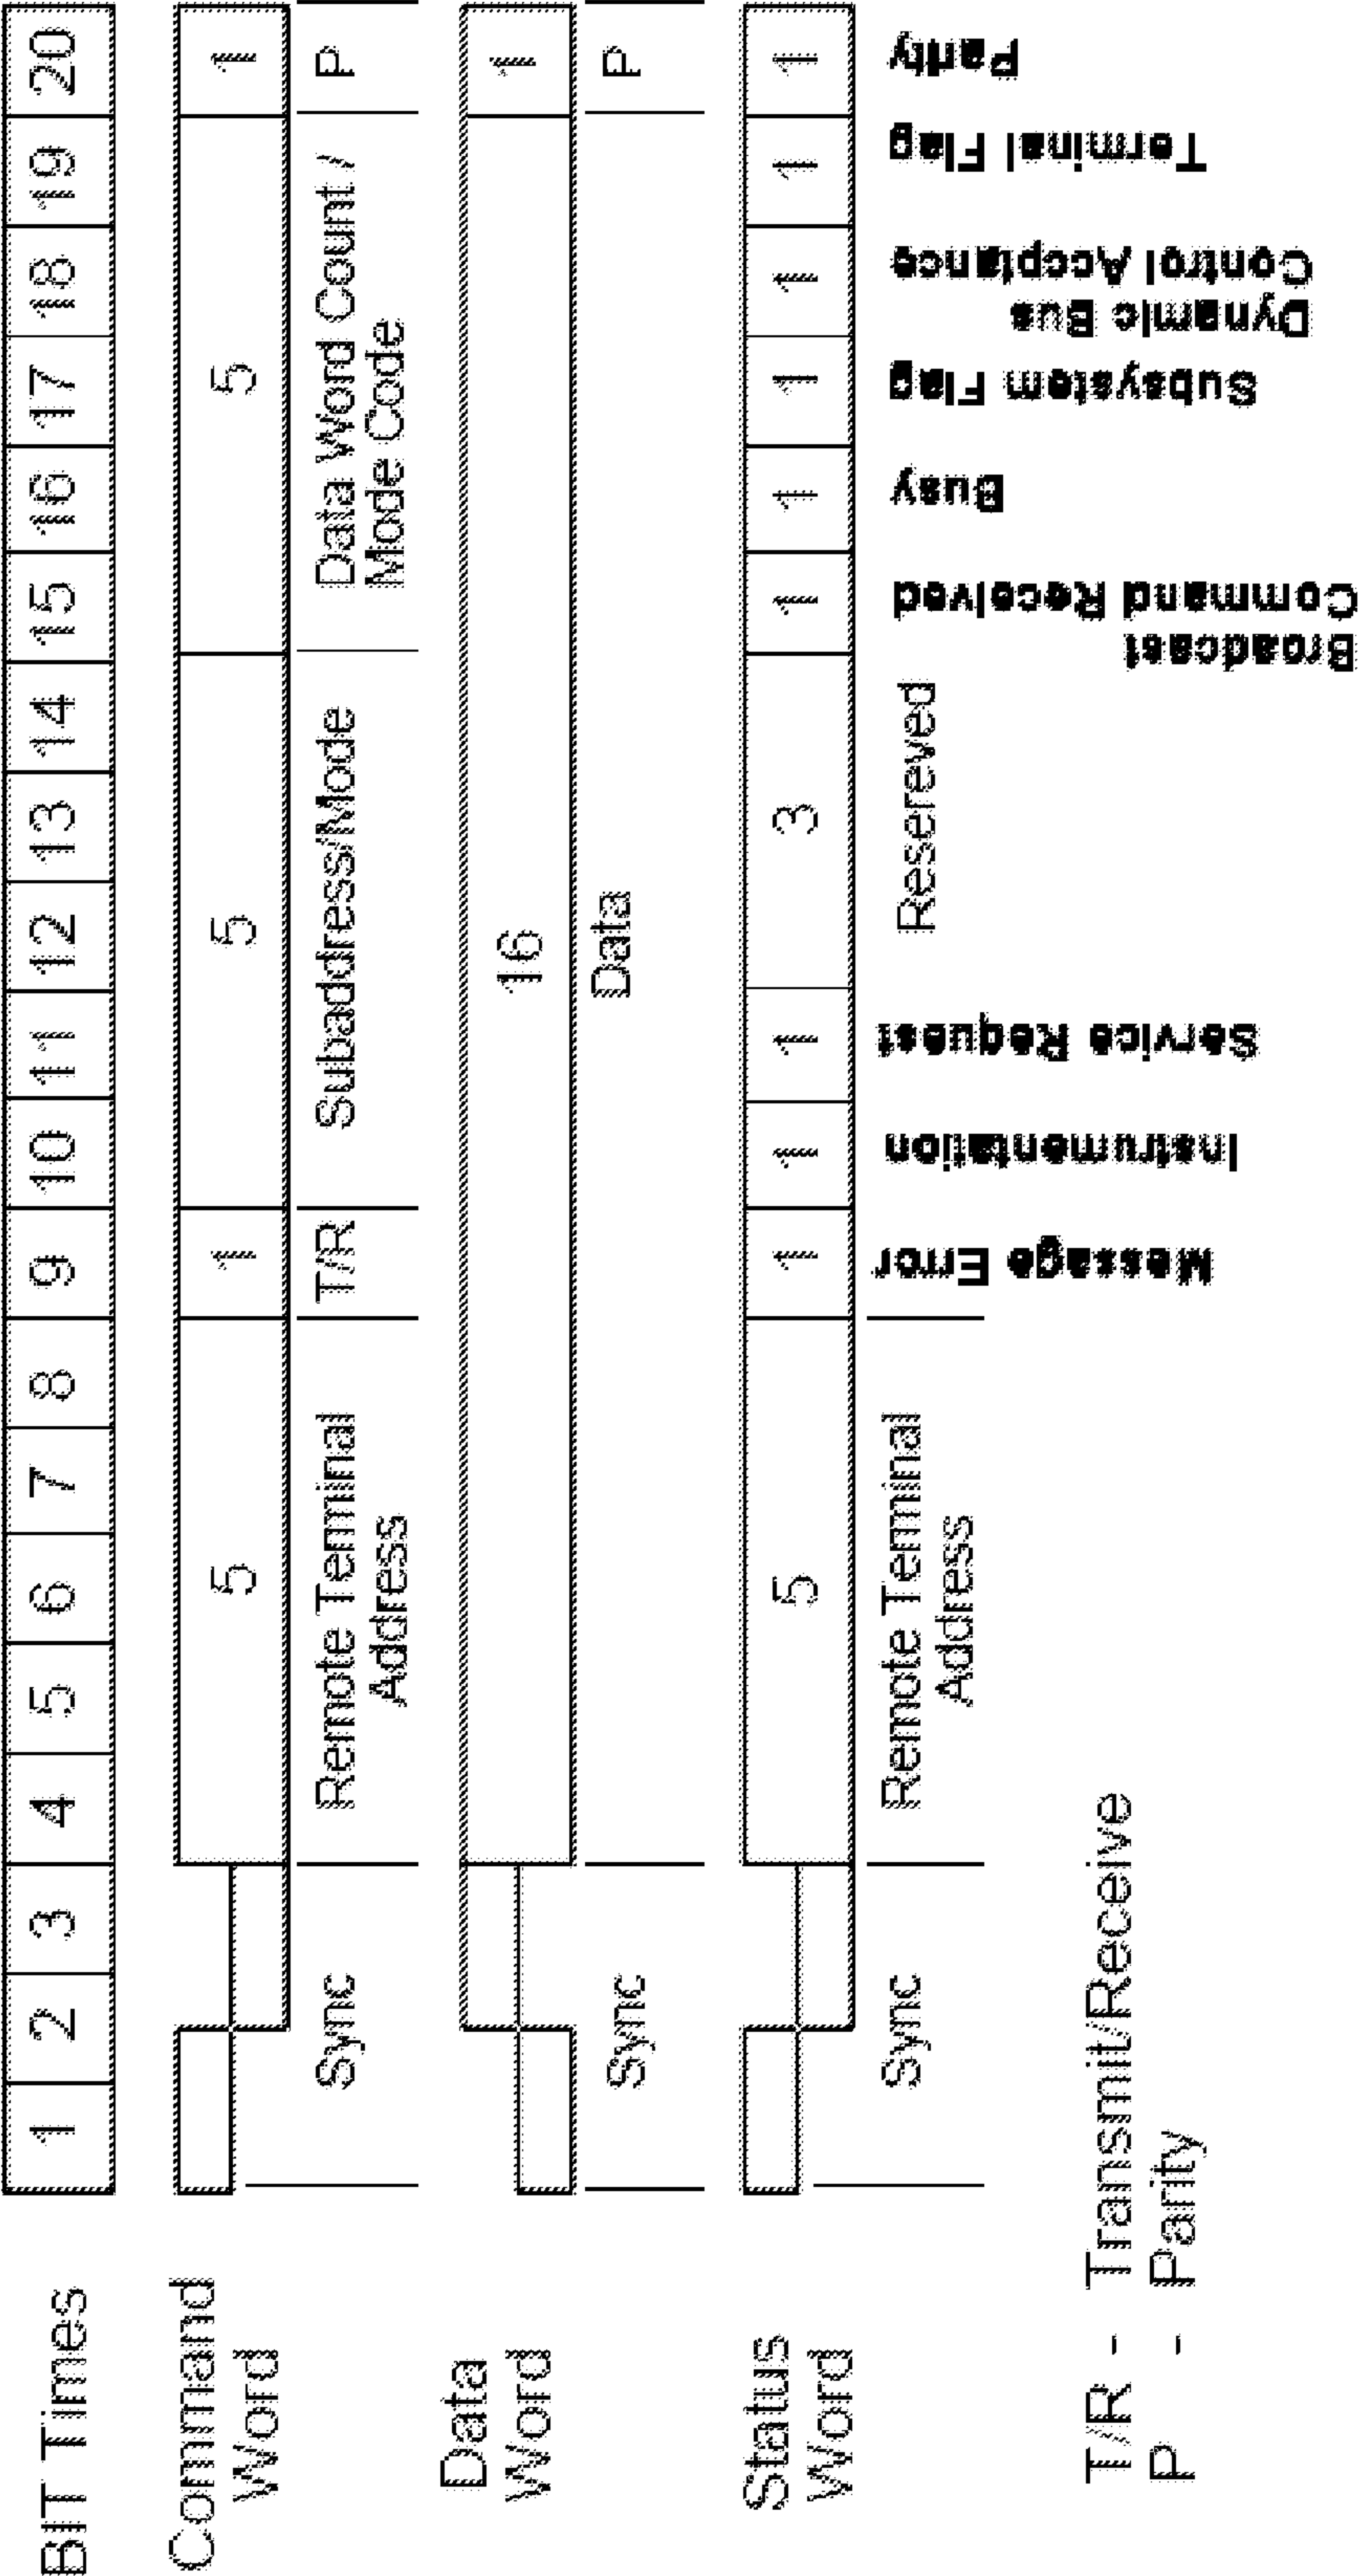 BIT Times 1 2 3 4 5 6 7 8 9 10 11 12 13 14 15 16 17 18 19 20
Command
Word
5 1 5 5 1
Sync Remote Terminal
Address
T/R
Subaddress/Mode
Data Word Count /
Mode Code
P
Data
Word
16 1
Sync Data P
Status
Word
5 1 1 1 3 1 1 1 1 1
Sync Remote Terminal
Address
Message Error
Instrumentation
Service Request
Resereved
Broadcast
Command Received
Busy
Subsystem Flag
Dynamic Bus
Control Accptance
Terminal Flag
Parity
T/R - Transmit/Receive
P - Parity